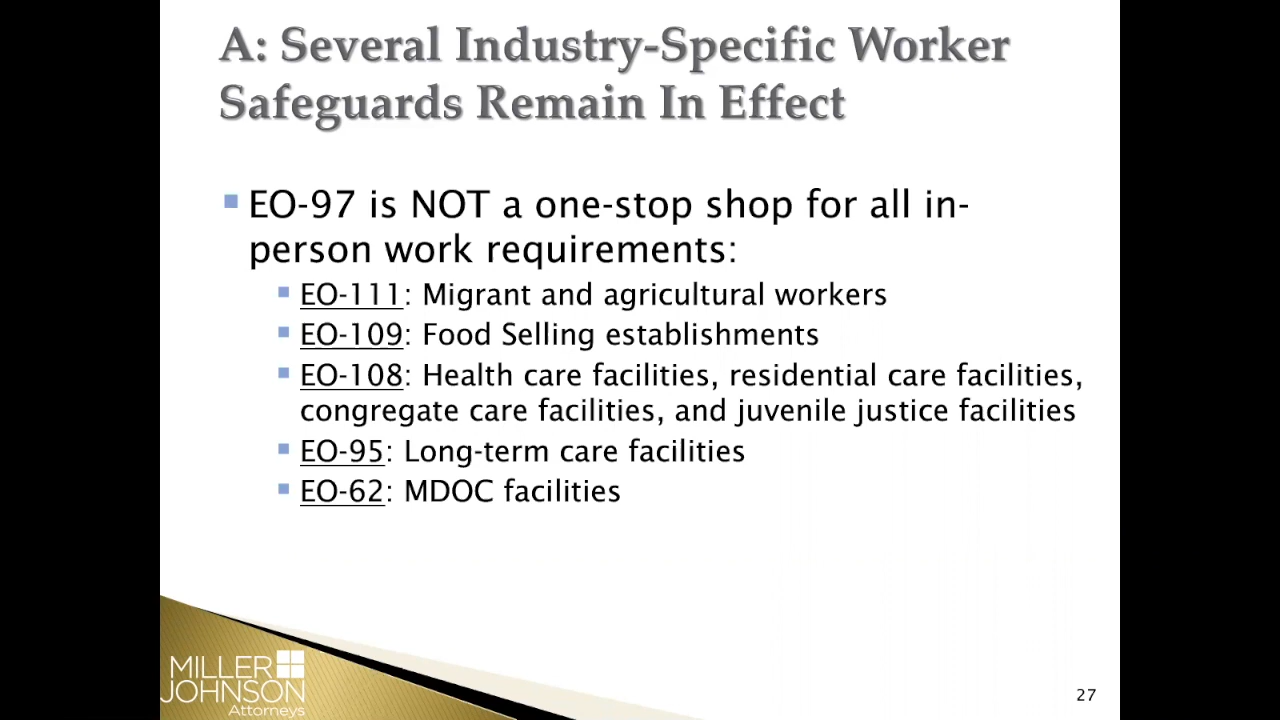 A: Several Industry-Specific Worker
Safeguards Remain In Effect
EO-97 is NOT a one-stop shop for all in-
person work requirements:
EO-111: Migrant and agricultural workers
EO-109: Food Selling establishments
EO-108: Health care facilities, residential care facilities,
congregate care facilities, and juvenile justice facilities
EO-95: Long-term care facilities
EO-62: MDOC facilities
MILLER
JOHNSON
Attorneys
27